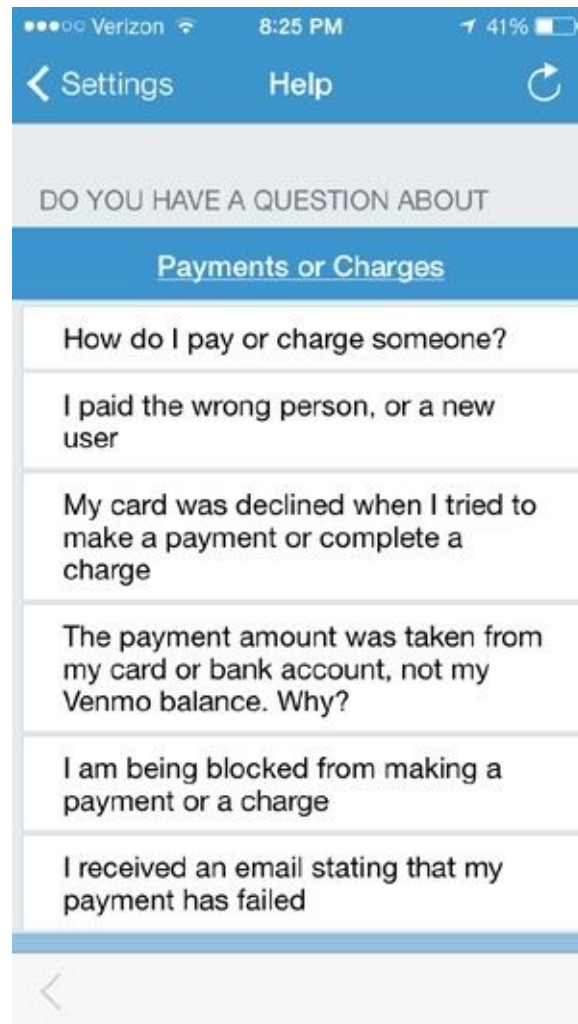 Verizon 8:25 PM 41%
Settings Help
DO YOU HAVE A QUESTION ABOUT
Payments or Charges
How do I pay or charge someone?
I paid the wrong person, or a new
user
My card was declined when I tried to
make a payment or complete a
charge
The payment amount was taken from
my card or bank account, not my
Venmo balance. Why?
I am being blocked from making a
payment or a charge
I received an email stating that my
payment has failed